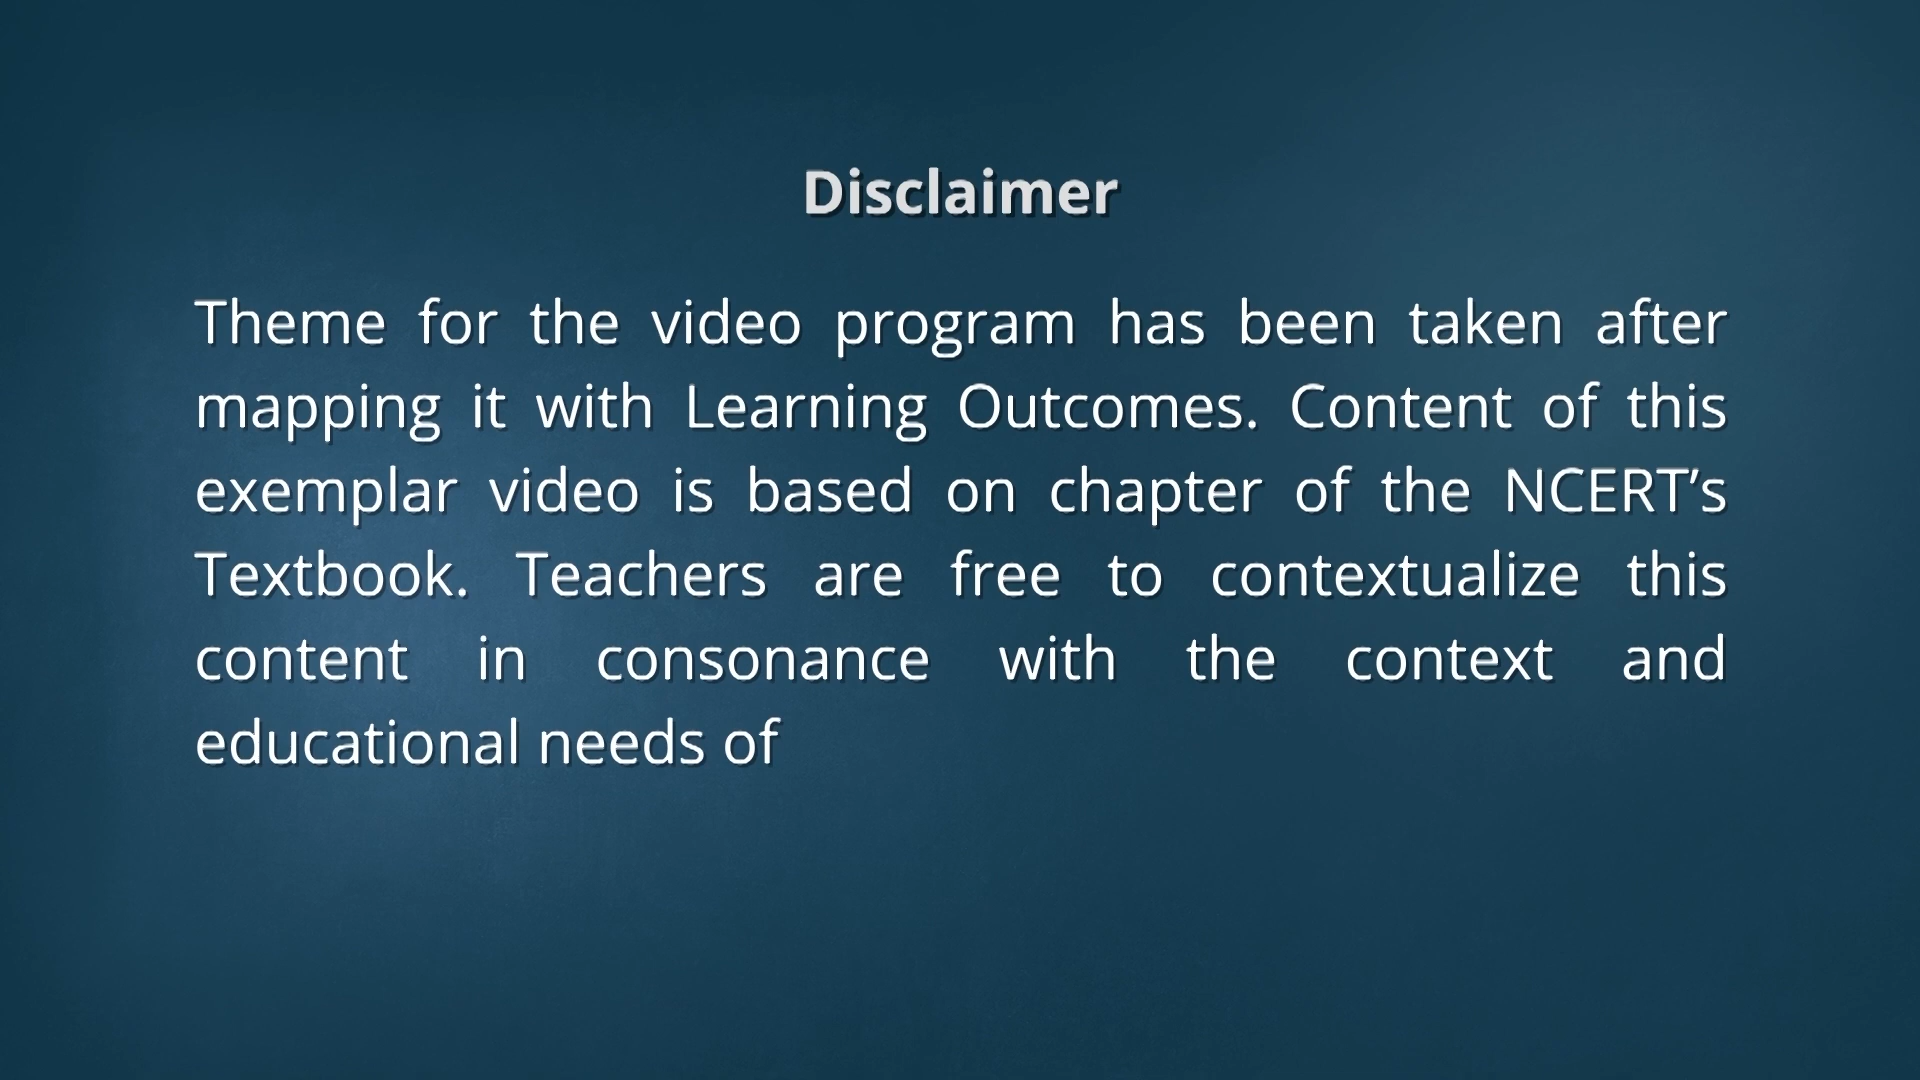 Disclaimer
Theme for the video program has been taken after
mapping it with Learning Outcomes. Content of this
exemplar video is based on chapter of the NCERT’s
Textbook. Teachers are free to contextualize this
content in consonance with the context and
educational needs of